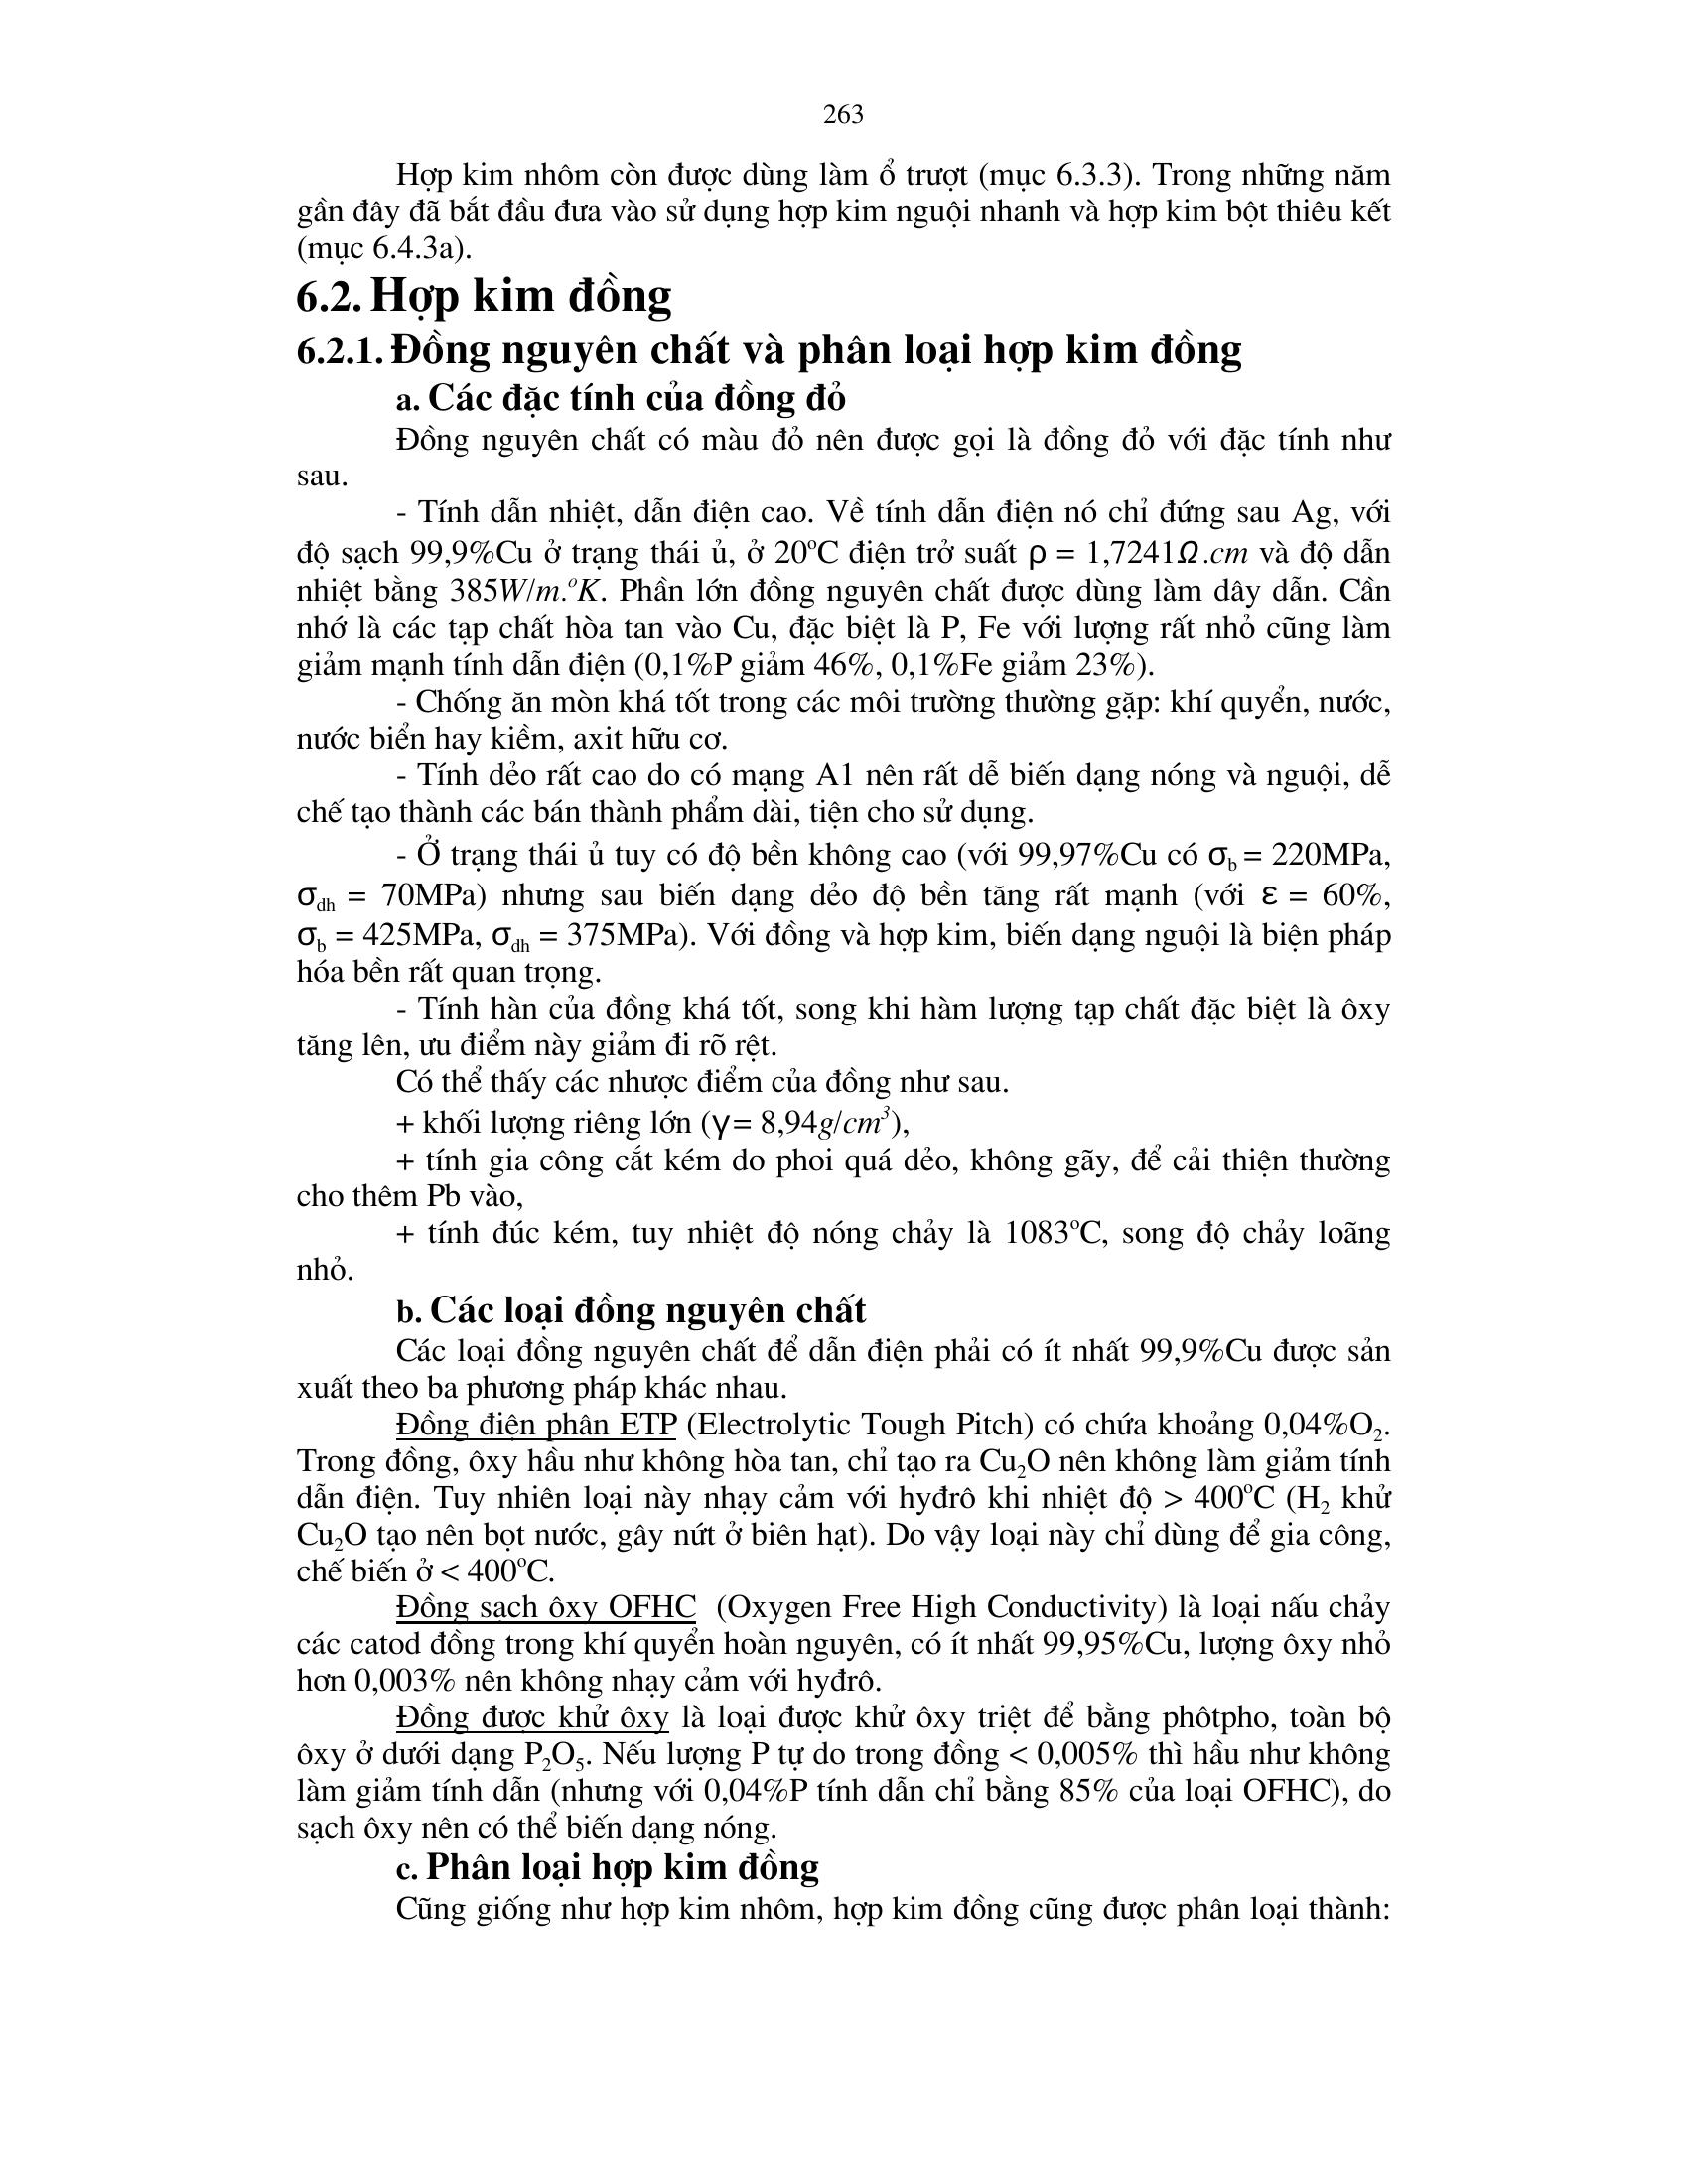 263
Hợp kim nhôm còn được dùng làm ổ trượt (mục 6.3.3). Trong những năm
gần đây đã bắt đầu đưa vào sử dụng hợp kim nguội nhanh và hợp kim bột thiêu kết
(mục 6.4.3a).
6.2. Hợp kim đồng
6.2.1. Đồng nguyên chất và phân loại hợp kim đồng
a. Các đặc tính của đồng đỏ
Đồng nguyên chất có màu đỏ nên được gọi là đồng đỏ với đặc tính như
sau.
- Tính dẫn nhiệt, dẫn điện cao. Về tính dẫn điện nó chỉ đứng sau Ag, với
độ sạch 99,9%Cu ở trạng thái ủ, ở 20ºC điện trở suất ρ = 1,7241Ω.cm và độ dẫn
nhiệt bằng 385W/m.ºK. Phần lớn đồng nguyên chất được dùng làm dây dẫn. Cần
nhớ là các tạp chất hòa tan vào Cu, đặc biệt là P, Fe với lượng rất nhỏ cũng làm
giảm mạnh tính dẫn điện (0,1%P giảm 46%, 0,1%Fe giảm 23%).
- Chống ăn mòn khá tốt trong các môi trường thường gặp: khí quyển, nước,
nước biển hay kiềm, axit hữu cơ.
- Tính dẻo rất cao do có mạng A1 nên rất dễ biến dạng nóng và nguội, dễ
chế tạo thành các bán thành phẩm dài, tiện cho sử dụng.
- Ở trạng thái ủ tuy có độ bền không cao (với 99,97%Cu có σb = 220MPa,
σdh = 70MPa) nhưng sau biến dạng dẻo độ bền tăng rất mạnh (với ε = 60%,
σb = 425MPa, σdh = 375MPa). Với đồng và hợp kim, biến dạng nguội là biện pháp
hóa bền rất quan trọng.
- Tính hàn của đồng khá tốt, song khi hàm lượng tạp chất đặc biệt là ôxy
tăng lên, ưu điểm này giảm đi rõ rệt.
Có thể thấy các nhược điểm của đồng như sau.
+ khối lượng riêng lớn (γ = 8,94g/cm³),
+ tính gia công cắt kém do phoi quá dẻo, không gãy, để cải thiện thường
cho thêm Pb vào,
+ tính đúc kém, tuy nhiệt độ nóng chảy là 1083ºC, song độ chảy loãng
nhỏ.
b. Các loại đồng nguyên chất
Các loại đồng nguyên chất để dẫn điện phải có ít nhất 99,9%Cu được sản
xuất theo ba phương pháp khác nhau.
Đồng điện phân ETP (Electrolytic Tough Pitch) có chứa khoảng 0,04%O₂.
Trong đồng, ôxy hầu như không hòa tan, chỉ tạo ra Cu₂O nên không làm giảm tính
dẫn điện. Tuy nhiên loại này nhạy cảm với hyđrô khi nhiệt độ > 400ºC (H₂ khử
Cu₂O tạo nên bọt nước, gây nứt ở biên hạt). Do vậy loại này chỉ dùng để gia công,
chế biến ở < 400ºC.
Đồng sạch ôxy OFHC (Oxygen Free High Conductivity) là loại nấu chảy
các catod đồng trong khí quyển hoàn nguyên, có ít nhất 99,95%Cu, lượng ôxy nhỏ
hơn 0,003% nên không nhạy cảm với hyđrô.
Đồng được khử ôxy là loại được khử ôxy triệt để bằng phôtpho, toàn bộ
ôxy ở dưới dạng P₂O₅. Nếu lượng P tự do trong đồng < 0,005% thì hầu như không
làm giảm tính dẫn (nhưng với 0,04%P tính dẫn chỉ bằng 85% của loại OFHC), do
sạch ôxy nên có thể biến dạng nóng.
c. Phân loại hợp kim đồng
Cũng giống như hợp kim nhôm, hợp kim đồng cũng được phân loại thành: